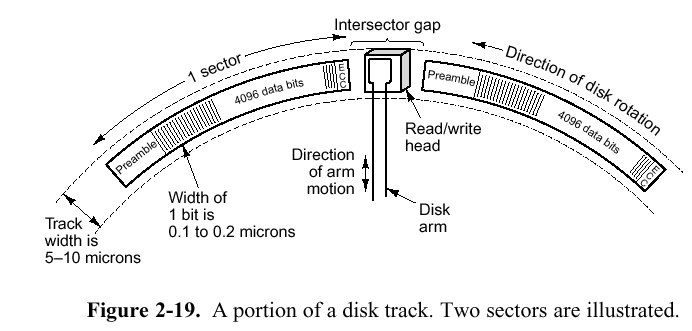 Intersector gap
1 sector
Direction of disk rotation
Preamble
4096 data bits
E
C
C
Preamble
4096 data bits
E
C
C
Read/write
head
Direction
of arm
motion
Width of
1 bit is
0.1 to 0.2 microns
Disk
arm
Track
width is
5–10 microns
Figure 2-19. A portion of a disk track. Two sectors are illustrated.